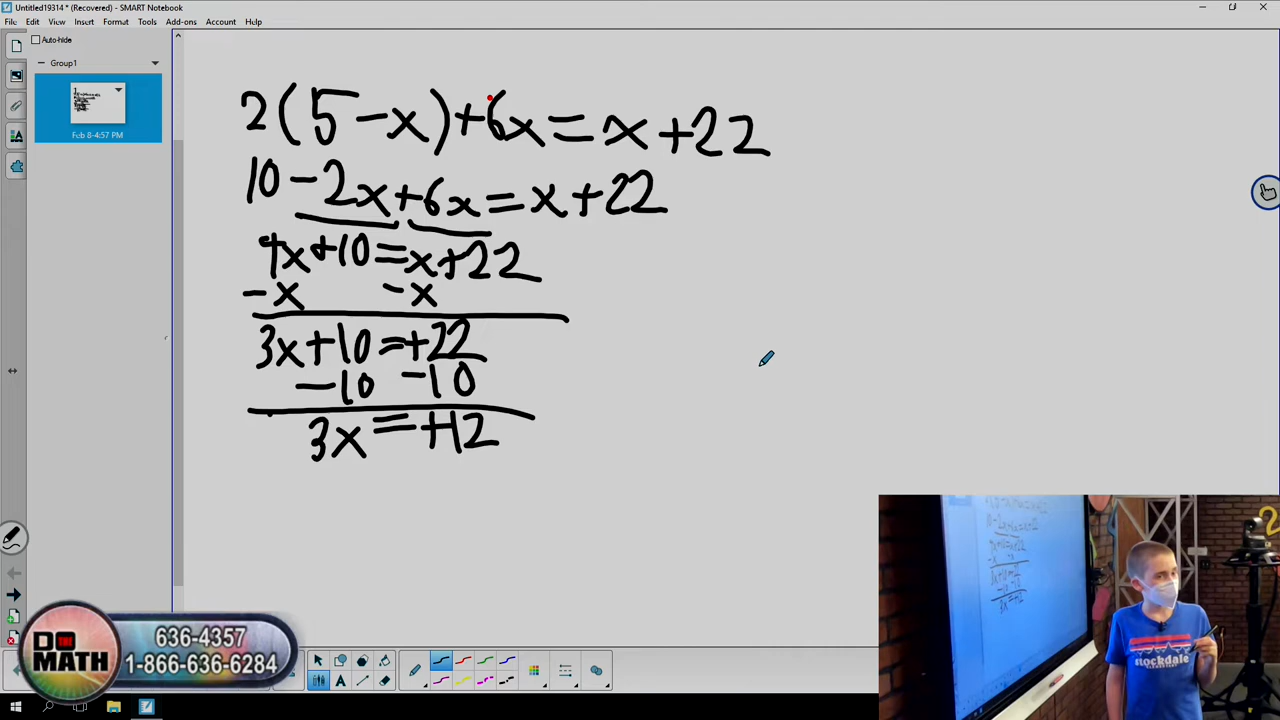 Untitled19314 * (Recovered) - SMART Notebook
File Edit View Insert Format Tools Add-ons Account Help
Auto-hide
Group1
Feb 8-4:57 PM
2(5-x)+6x=x+22
10-2x+6x=x+22
4x+10=x+22
-x -x
3x+10=+22
-10 -10
3x=+12
DO THE MATH
636-4357
1-866-636-6284
stockdale